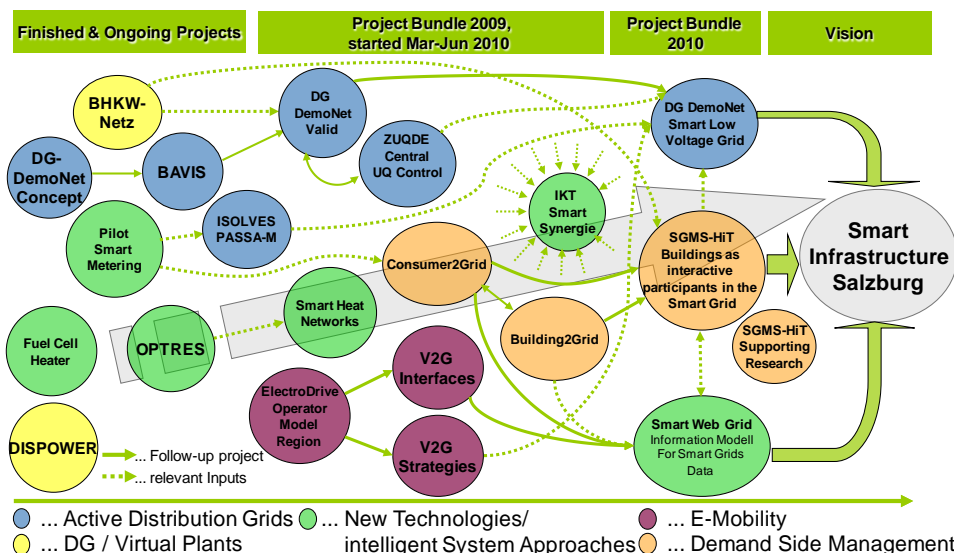 Finished & Ongoing Projects
Project Bundle 2009,
started Mar-Jun 2010
Project Bundle
2010
Vision
BHKW-
Netz
DG
DemoNet
Valid
DG DemoNet
Smart Low
Voltage Grid
ZUQDE
Central
UQ Control
DG-
DemoNet
Concept
BAVIS
IKT
Smart
Synergie
ISOLVES
PASSA-M
Pilot
Smart
Metering
Consumer2Grid
SGMS-HiT
Buildings as
interactive
participants in the
Smart Grid
Smart
Infrastructure
Salzburg
Smart Heat
Networks
Fuel Cell
Heater
OPTRES
Building2Grid
SGMS-HiT
Supporting
Research
V2G
Interfaces
ElectroDrive
Operator
Model
Region
V2G
Strategies
Smart Web Grid
Information Modell
For Smart Grids
Data
DISPOWER
... Follow-up project
... relevant Inputs
... Active Distribution Grids
... New Technologies/
intelligent System Approaches
... E-Mobility
... DG / Virtual Plants
... Demand Side Management